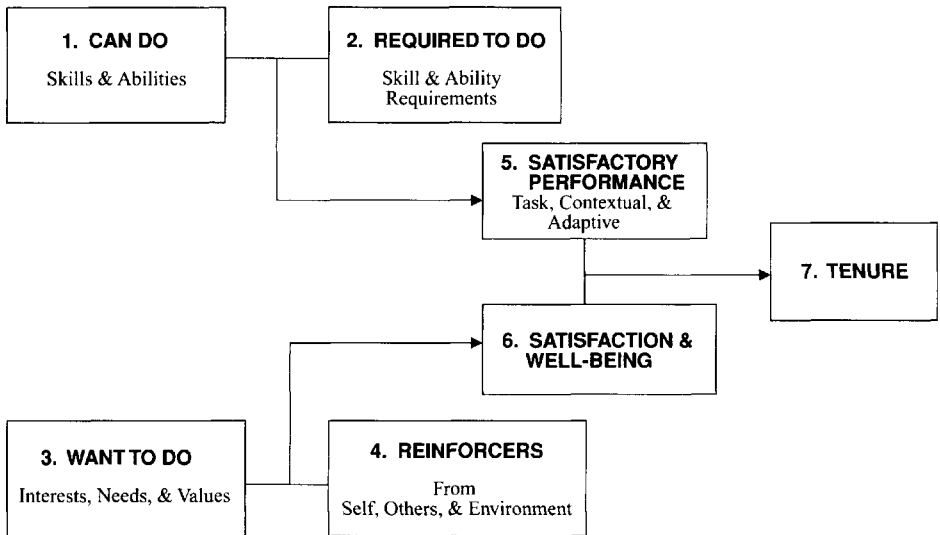 1. CAN DO
Skills & Abilities
2. REQUIRED TO DO
Skill & Ability
Requirements
5. SATISFACTORY
PERFORMANCE
Task, Contextual, &
Adaptive
7. TENURE
6. SATISFACTION &
WELL-BEING
3. WANT TO DO
Interests, Needs, & Values
4. REINFORCERS
From
Self, Others, & Environment